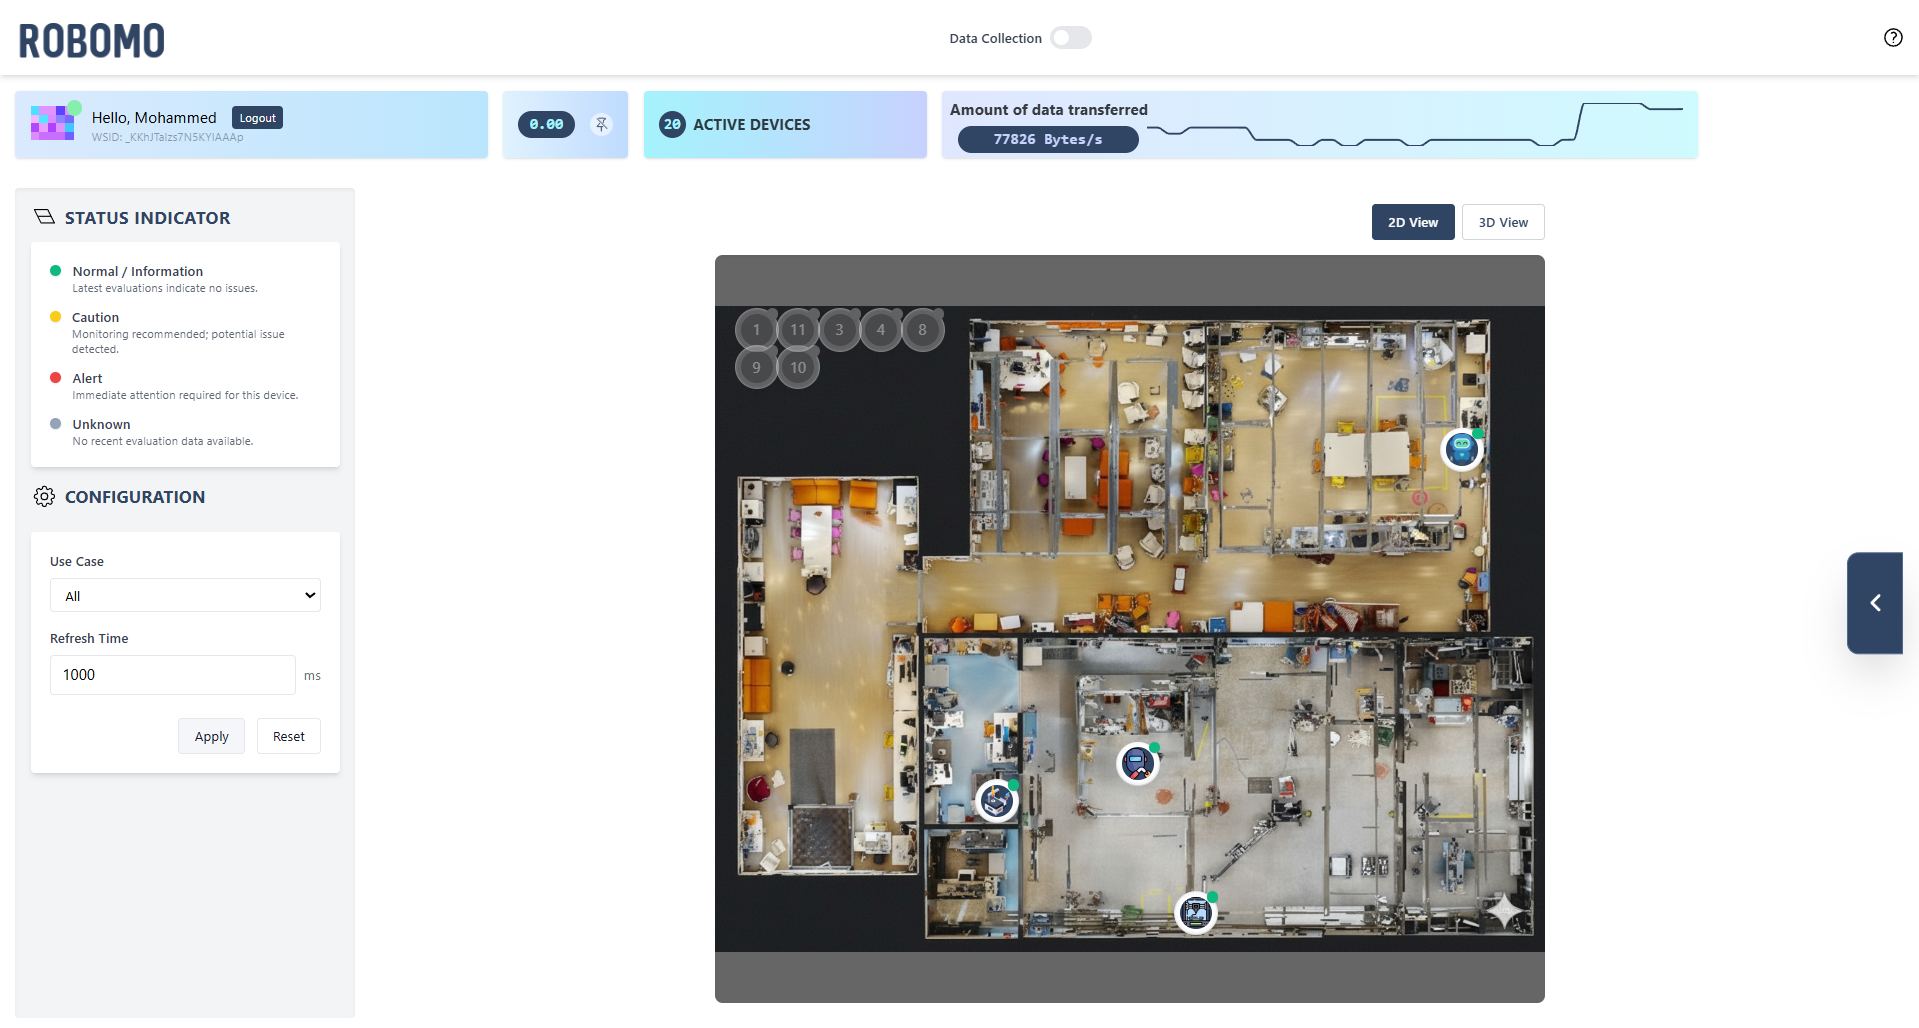 ROBOMO
Data Collection
Hello, Mohammed
Logout
WSID: _KKhJTaIzs7N5KYIAAAp
0.00
20 ACTIVE DEVICES
Amount of data transferred
77826 Bytes/s
STATUS INDICATOR
Normal / Information
Latest evaluations indicate no issues.
Caution
Monitoring recommended; potential issue
detected.
Alert
Immediate attention required for this device.
Unknown
No recent evaluation data available.
CONFIGURATION
Use Case
All
Refresh Time
1000 ms
Apply Reset
2D View 3D View
1 11 3 4 8
9 10